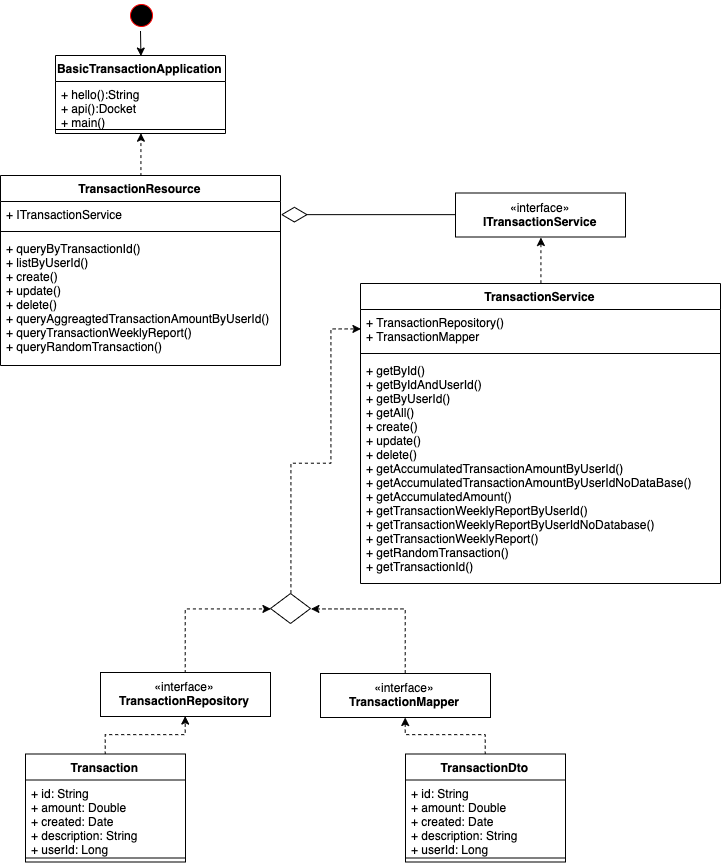 BasicTransactionApplication
+ hello():String
+ api():Docket
+ main()
TransactionResource
+ ITransactionService
+ queryByTransactionId()
+ listByUserId()
+ create()
+ update()
+ delete()
+ queryAggreagtedTransactionAmountByUserId()
+ queryTransactionWeeklyReport()
+ queryRandomTransaction()
«interface»
ITransactionService
TransactionService
+ TransactionRepository()
+ TransactionMapper
+ getById()
+ getByIdAndUserId()
+ getByUserId()
+ getAll()
+ create()
+ update()
+ delete()
+ getAccumulatedTransactionAmountByUserId()
+ getAccumulatedTransactionAmountByUserIdNoDataBase()
+ getAccumulatedAmount()
+ getTransactionWeeklyReportByUserId()
+ getTransactionWeeklyReportByUserIdNoDatabase()
+ getTransactionWeeklyReport()
+ getRandomTransaction()
+ getTransactionId()
«interface»
TransactionRepository
«interface»
TransactionMapper
Transaction
+ id: String
+ amount: Double
+ created: Date
+ description: String
+ userId: Long
TransactionDto
+ id: String
+ amount: Double
+ created: Date
+ description: String
+ userId: Long